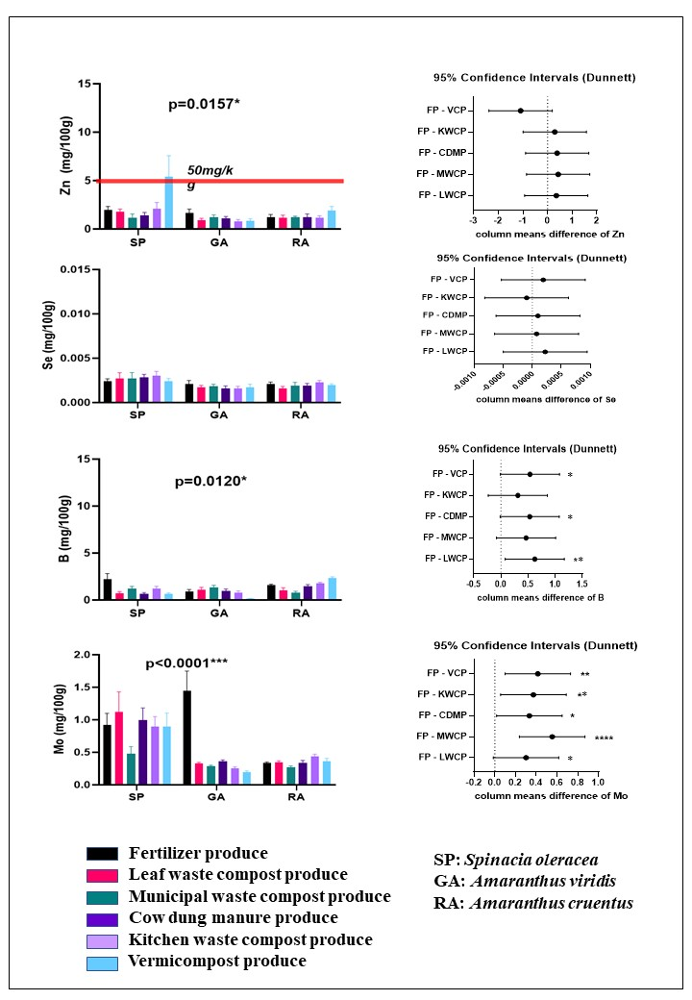 15
p=0.0157*
10
Zn (mg/100g)
50mg/k
g
5
0
SP GA RA
95% Confidence Intervals (Dunnett)
FP - VCP
FP - KWCP
FP - CDMP
FP - MWCP
FP - LWCP
-3 -2 -1 0 1 2
column means difference of Zn
0.015
0.010
Se (mg/100g)
0.005
0.000
SP GA RA
95% Confidence Intervals (Dunnett)
FP - VCP
FP - KWCP
FP - CDMP
FP - MWCP
FP - LWCP
-0.0010 -0.0005 0.0000 0.0005 0.0010
column means difference of Se
15
p=0.0120*
10
B (mg/100g)
5
0
SP GA RA
95% Confidence Intervals (Dunnett)
FP - VCP *
FP - KWCP
FP - CDMP *
FP - MWCP
FP - LWCP **
-0.5 0.0 0.5 1.0 1.5
column means difference of B
2.0
p<0.0001***
1.5
Mo (mg/100g)
1.0
0.5
0.0
SP GA RA
95% Confidence Intervals (Dunnett)
FP - VCP **
FP - KWCP **
FP - CDMP *
FP - MWCP ****
FP - LWCP *
-0.2 0.0 0.2 0.4 0.6 0.8 1.0
column means difference of Mo
Fertilizer produce
Leaf waste compost produce
Municipal waste compost produce
Cow dung manure produce
Kitchen waste compost produce
Vermicompost produce
SP: Spinacia oleracea
GA: Amaranthus viridis
RA: Amaranthus cruentus